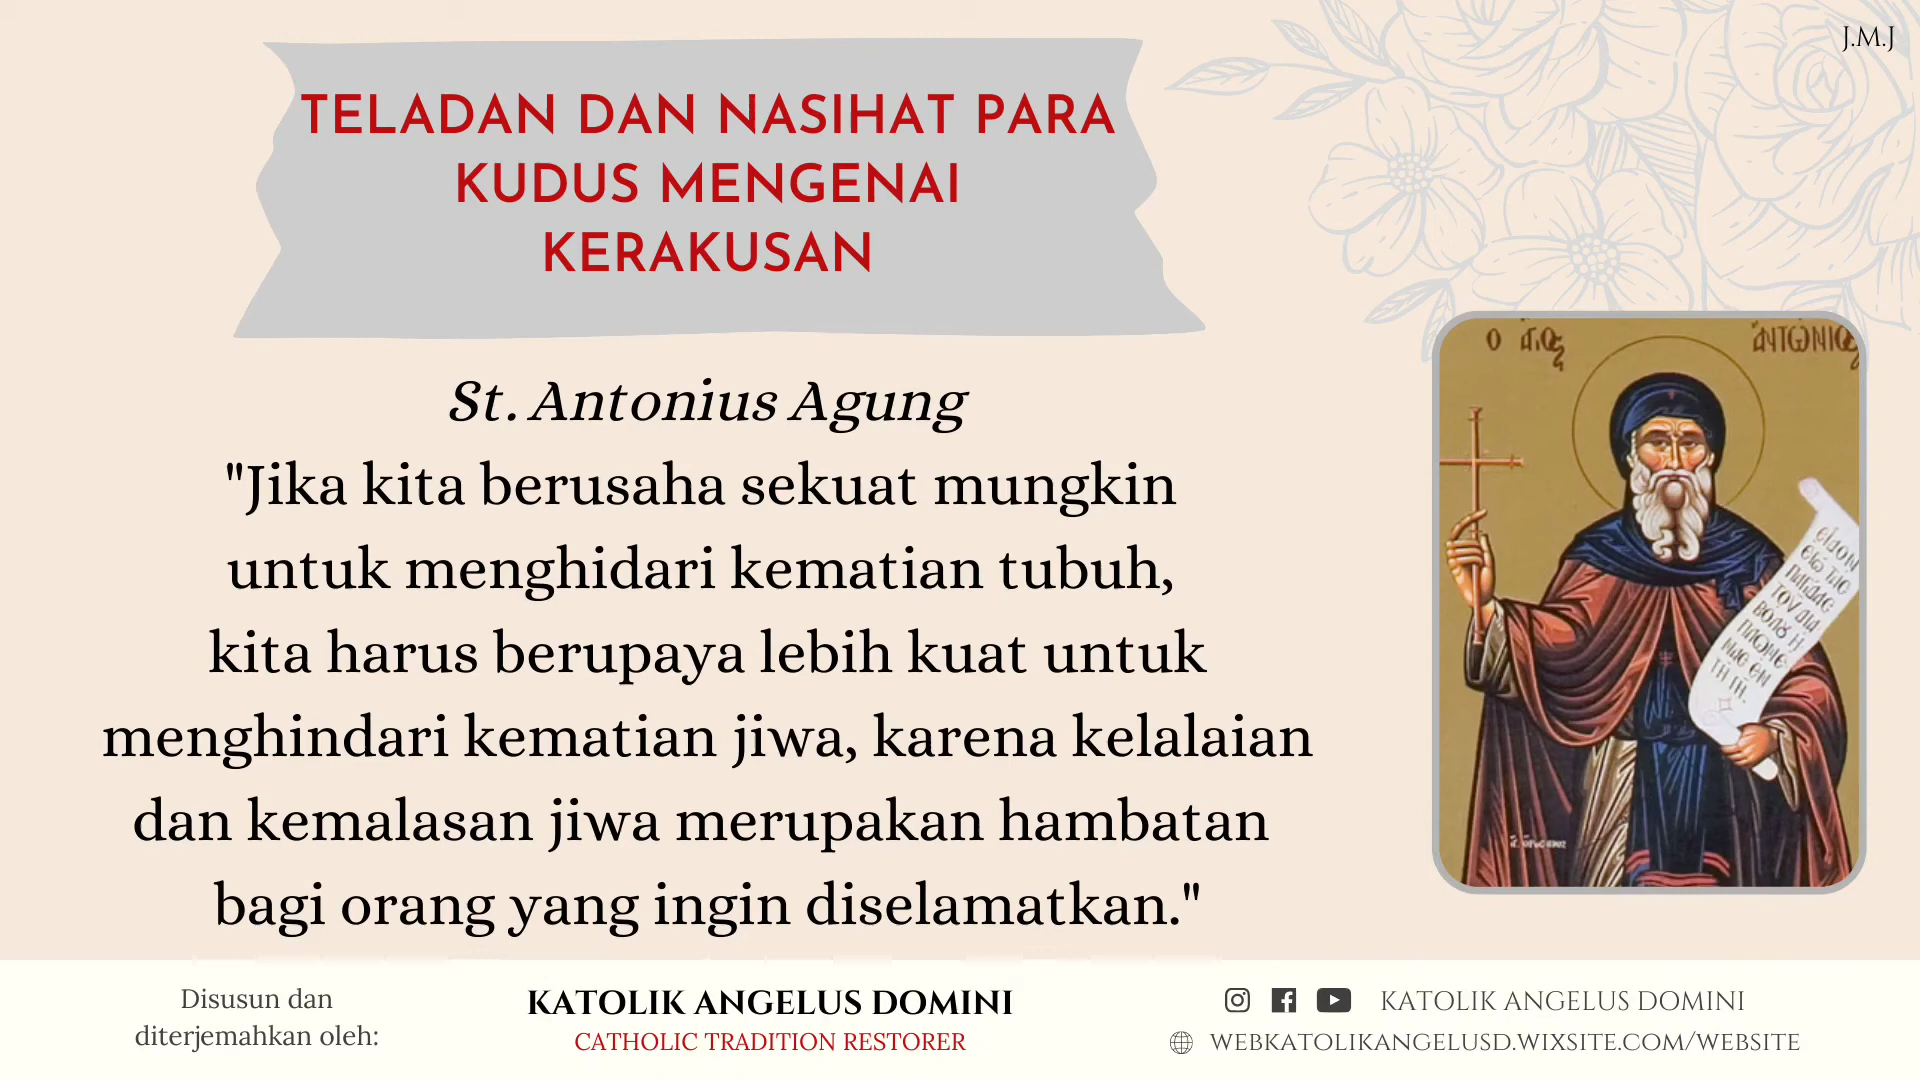 J.M.J
TELADAN DAN NASIHAT PARA
KUDUS MENGENAI
KERAKUSAN
St. Antonius Agung
"Jika kita berusaha sekuat mungkin
untuk menghidari kematian tubuh,
kita harus berupaya lebih kuat untuk
menghindari kematian jiwa, karena kelalaian
dan kemalasan jiwa merupakan hambatan
bagi orang yang ingin diselamatkan."
Disusun dan
diterjemahkan oleh:
KATOLIK ANGELUS DOMINI
CATHOLIC TRADITION RESTORER
KATOLIK ANGELUS DOMINI
WEBKATOLIKANGELUSD.WIXSITE.COM/WEBSITE